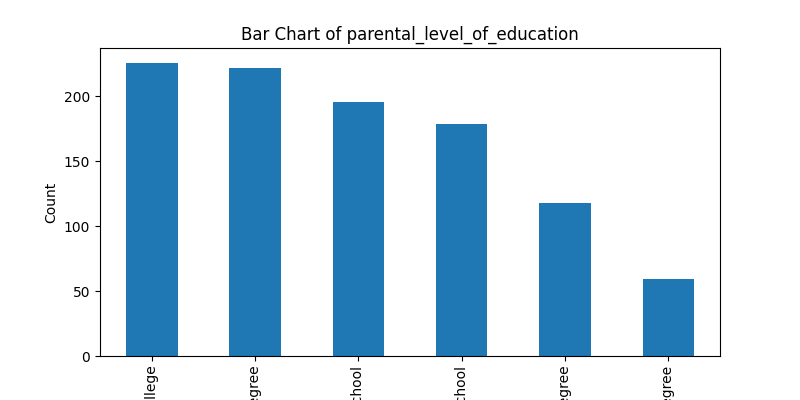 Bar Chart of parental_level_of_education
Count
200
150
100
50
0
llege
egree
chool
chool
egree
egree